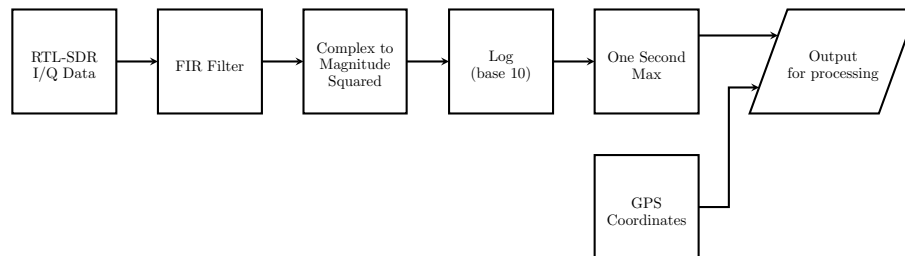 RTL-SDR
I/Q Data
FIR Filter
Complex to
Magnitude
Squared
Log
(base 10)
One Second
Max
Output
for processing
GPS
Coordinates